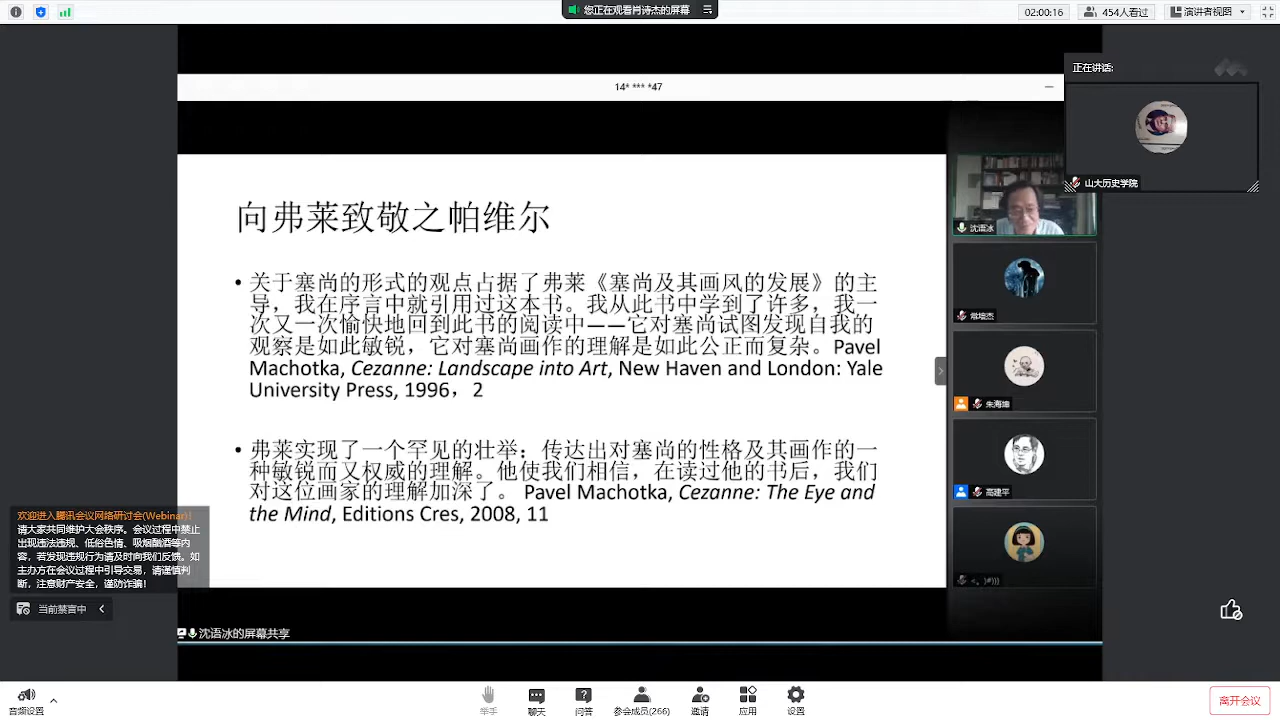 您正在观看肖诗杰的屏幕
02:00:16
454人看过
演讲者视图
14* *** *47
正在讲话:
山大历史学院
向弗莱致敬之帕维尔
• 关于塞尚的形式的观点占据了弗莱《塞尚及其画风的发展》的主
导，我在序言中就引用过这本书。我从此书中学到了许多，我一
次又一次愉快地回到此书的阅读中——它对塞尚试图发现自我的
观察是如此敏锐，它对塞尚画作的理解是如此公正而复杂。Pavel
Machotka, Cezanne: Landscape into Art, New Haven and London: Yale
University Press, 1996，2
• 弗莱实现了一个罕见的壮举：传达出对塞尚的性格及其画作的一
种敏锐而又权威的理解。他使我们相信，在读过他的书后，我们
对这位画家的理解加深了。 Pavel Machotka, Cezanne: The Eye and
the Mind, Editions Cres, 2008, 11
沈语冰
常培杰
朱海坤
高建平
<。)#)))
欢迎进入腾讯会议网络研讨会(Webinar)！
请大家共同维护大会秩序。会议过程中禁止
出现违法违规、低俗色情、吸烟酗酒等内
容，若发现违规行为请及时向我们反馈。如
主办方在会议过程中引导交易，请谨慎判
断，注意财产安全，谨防诈骗！
当前禁言中
沈语冰的屏幕共享
音频设置
举手
聊天
问答
参会成员(266)
邀请
应用
设置
离开会议